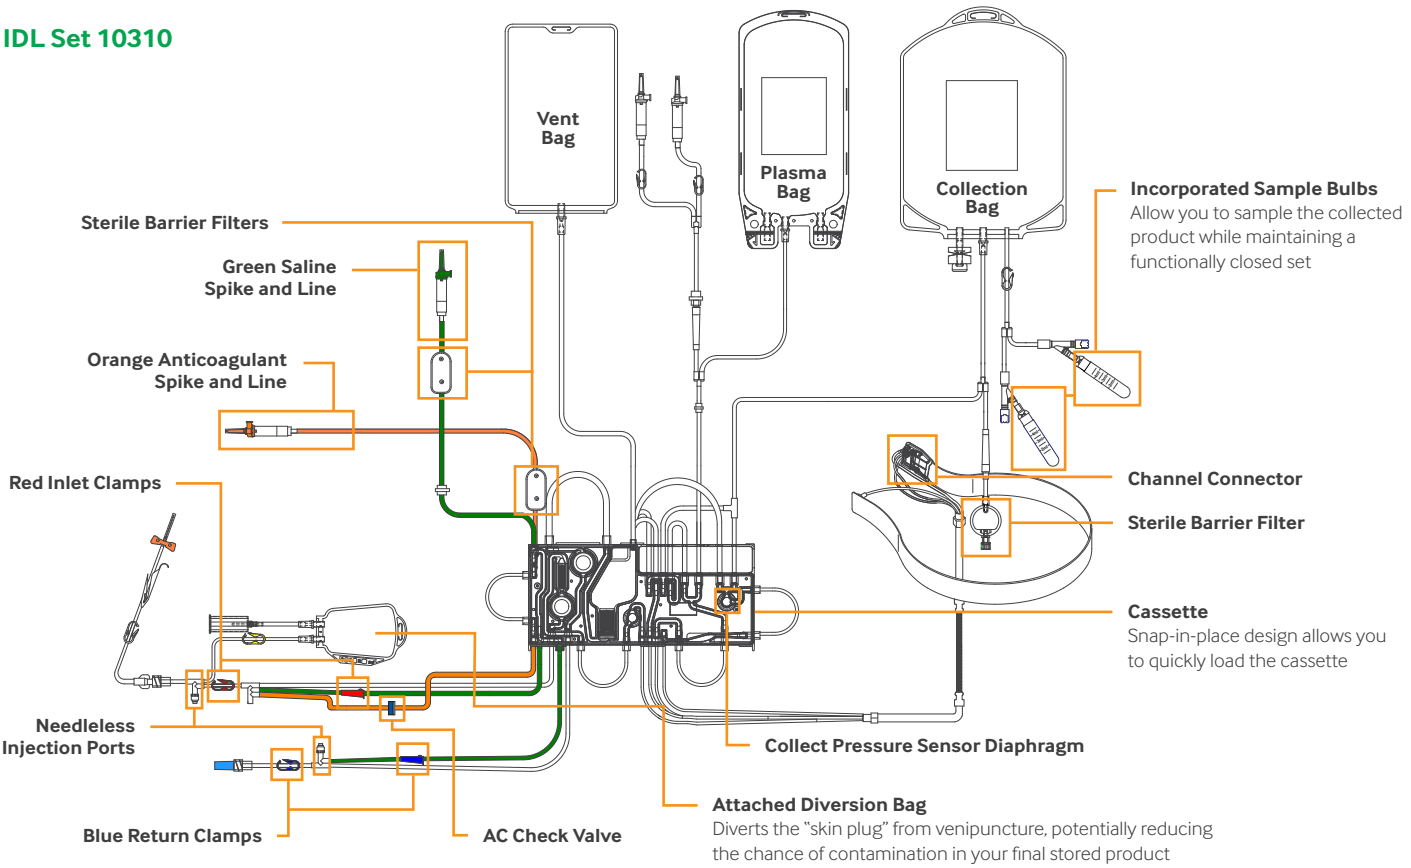 IDL Set 10310
Vent
Bag
Plasma
Bag
Collection
Bag
Incorporated Sample Bulbs
Allow you to sample the collected
product while maintaining a
functionally closed set
Sterile Barrier Filters
Green Saline
Spike and Line
Orange Anticoagulant
Spike and Line
Red Inlet Clamps
Channel Connector
Sterile Barrier Filter
Cassette
Snap-in-place design allows you
to quickly load the cassette
Needleless
Injection Ports
Collect Pressure Sensor Diaphragm
Blue Return Clamps
AC Check Valve
Attached Diversion Bag
Diverts the “skin plug” from venipuncture, potentially reducing
the chance of contamination in your final stored product